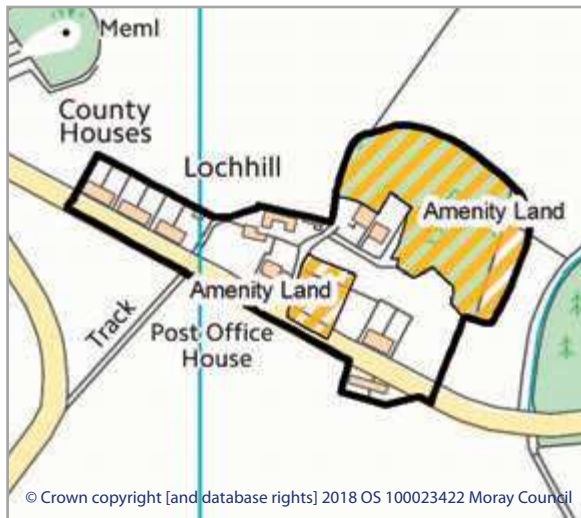 Meml
County
Houses
Lochhill
Amenity Land
Amenity Land
Track
Post Office
House
© Crown copyright [and database rights] 2018 OS 100023422 Moray Council